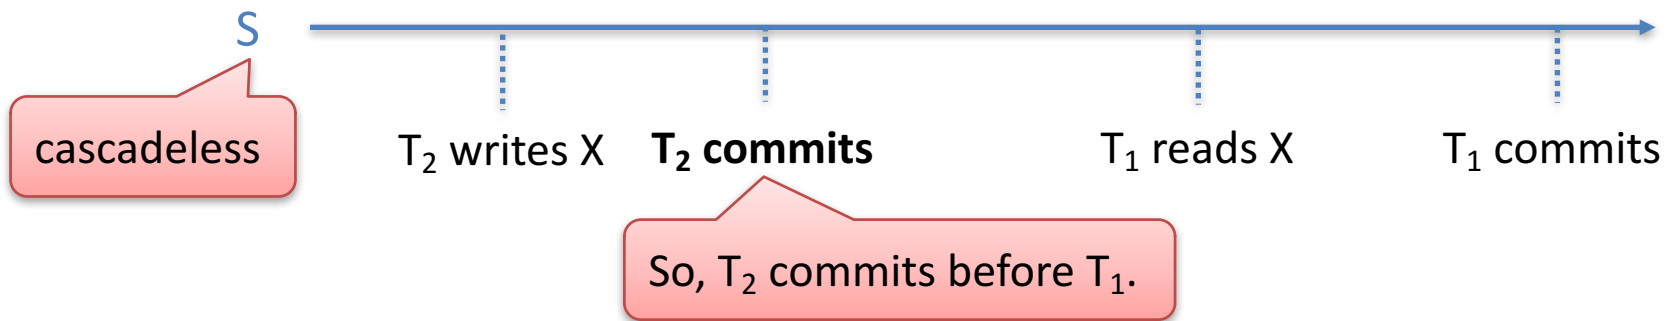 S
cascadeless
T₂ writes X T₂ commits T₁ reads X T₁ commits
So, T₂ commits before T₁.